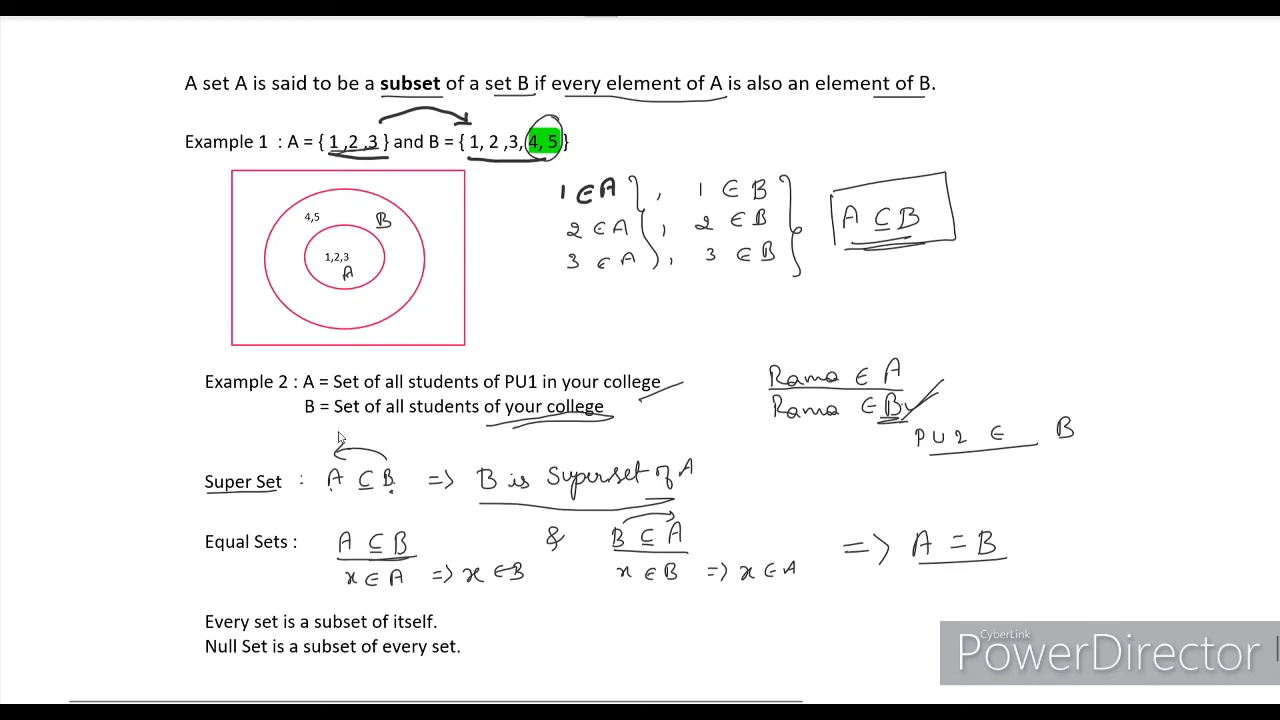 A set A is said to be a subset of a set B if every element of A is also an element of B.
Example 1 : A = { 1 ,2 ,3 } and B = { 1, 2 ,3, 4, 5 }
4,5 B
1,2,3
A
1 ∈ A , 1 ∈ B
2 ∈ A , 2 ∈ B
3 ∈ A , 3 ∈ B
A ⊆ B
Example 2 : A = Set of all students of PU1 in your college
B = Set of all students of your college
Rama ∈ A
Rama ∈ B
PU2 ∈ B
Super Set : A ⊆ B => B is Superset of A
Equal Sets : A ⊆ B & B ⊆ A => A = B
x ∈ A => x ∈ B x ∈ B => x ∈ A
Every set is a subset of itself.
Null Set is a subset of every set.
CyberLink
PowerDirector